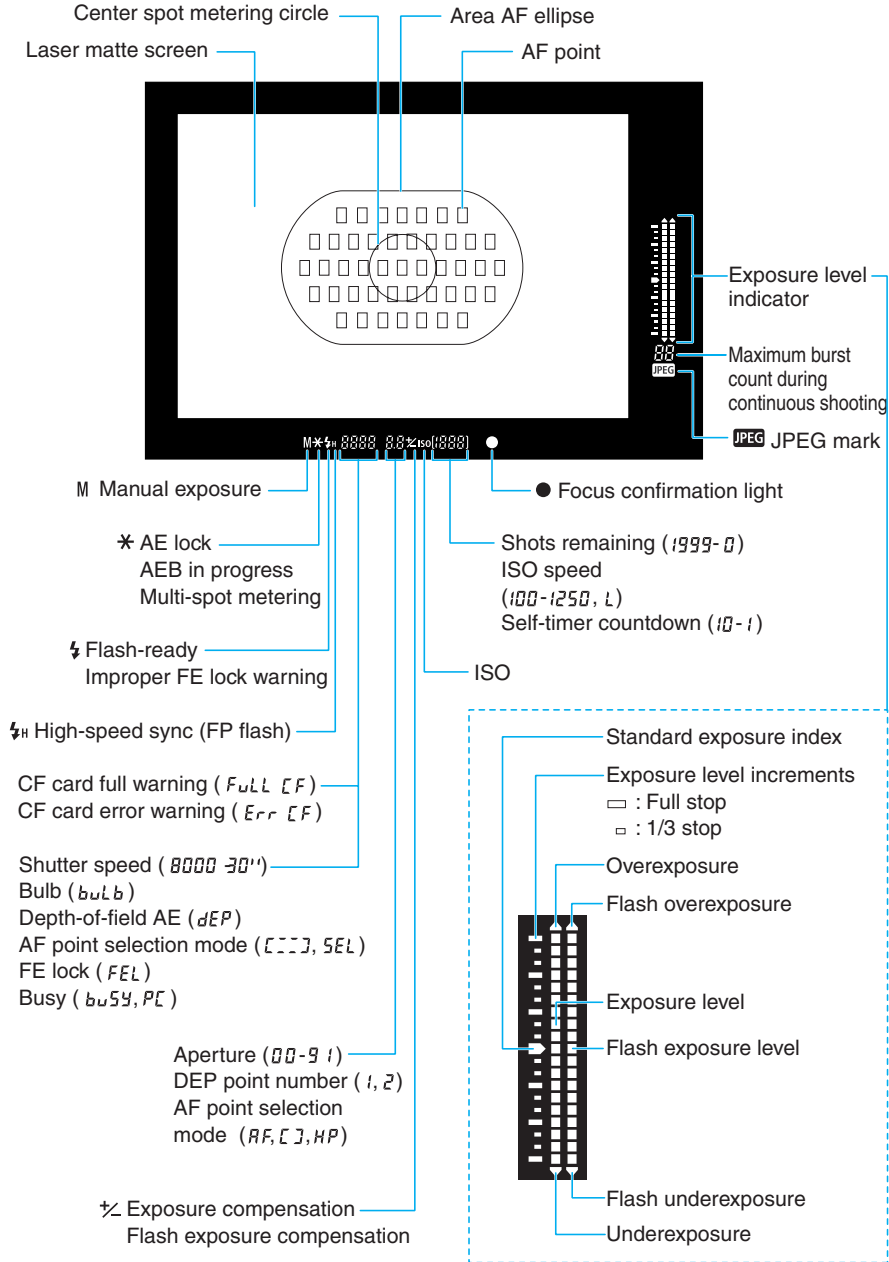 Center spot metering circle
Area AF ellipse
Laser matte screen
AF point
Exposure level
indicator
88
Maximum burst
count during
continuous shooting
JPEG
JPEG JPEG mark
M * H 8888 8.8 +/- ISO [1888]
M Manual exposure
● Focus confirmation light
* AE lock
AEB in progress
Multi-spot metering
Shots remaining (1999-0)
ISO speed
(100-1250, L)
Self-timer countdown (10-1)
Flash-ready
Improper FE lock warning
ISO
H High-speed sync (FP flash)
CF card full warning ( FuLL CF )
CF card error warning ( Err CF )
Shutter speed ( 8000 -30'' )
Bulb ( buLb )
Depth-of-field AE ( dEP )
AF point selection mode ( [---], SEL )
FE lock ( FEL )
Busy ( buSY, PC )
Aperture ( 00-91 )
DEP point number ( 1, 2 )
AF point selection
mode ( AF, [ ], HP )
+/- Exposure compensation
Flash exposure compensation
Standard exposure index
Exposure level increments
: Full stop
: 1/3 stop
Overexposure
Flash overexposure
Exposure level
Flash exposure level
Flash underexposure
Underexposure